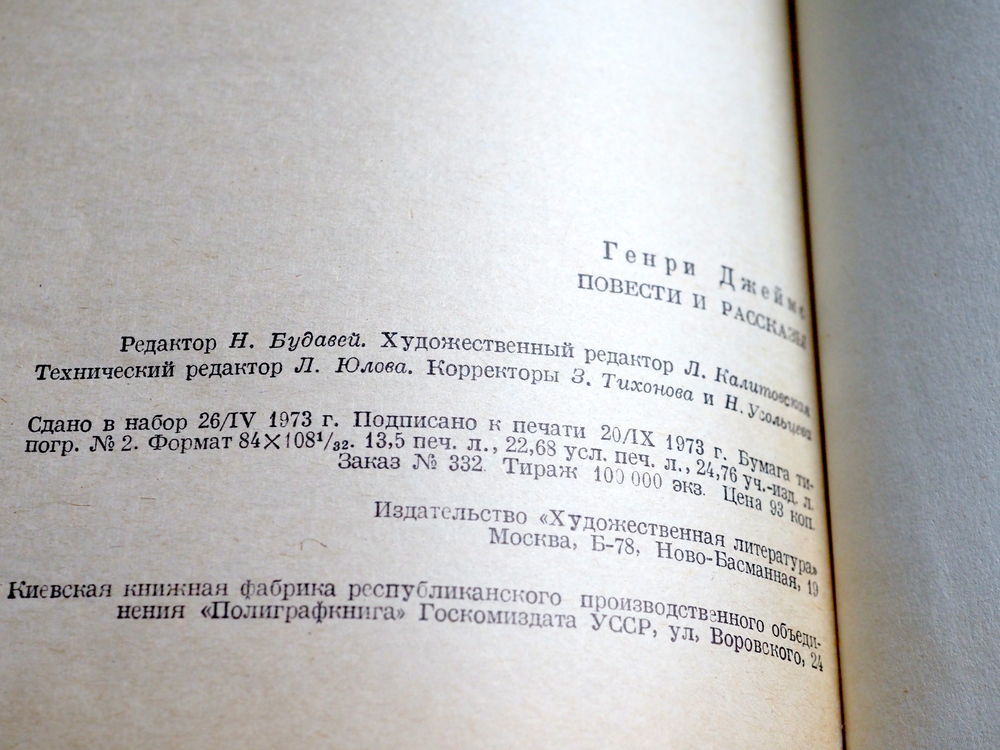 Генри Джеймс
ПОВЕСТИ И РАССКАЗЫ
Редактор Н. Будавей. Художественный редактор Л. Калитовская
Технический редактор Л. Юлова. Корректоры З. Тихонова и Н. Усольцева
Сдано в набор 26/IV 1973 г. Подписано к печати 20/IX 1973 г. Бумага ти-
погр. № 2. Формат 84×108¹/₃₂. 13,5 печ. л., 22,68 усл. печ. л., 24,76 уч.-изд. л.
Заказ № 332. Тираж 100 000 экз. Цена 93 коп.
Издательство «Художественная литература»
Москва, Б-78, Ново-Басманная, 19
Киевская книжная фабрика республиканского производственного объеди-
нения «Полиграфкнига» Госкомиздата УССР, ул, Воровского, 24